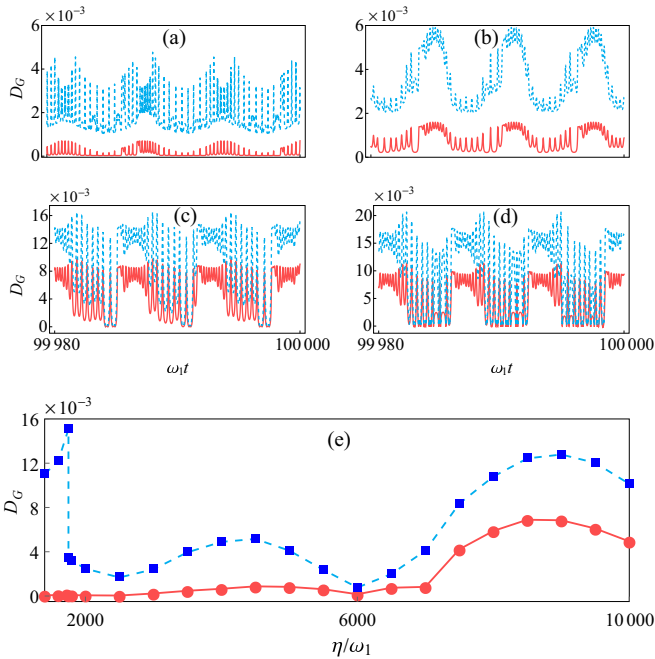 ×10⁻³ ×10⁻³
(a) (b)
D_G
6 6
4 4
2 2
0 0
×10⁻³ ×10⁻³
(c) (d)
D_G
16 20
12 15
8 10
4 5
0 0
99 980 100 000 99 980 100 000
ω₁t ω₁t
×10⁻³
(e)
D_G
16
12
8
4
0
2000 6000 10 000
η/ω₁